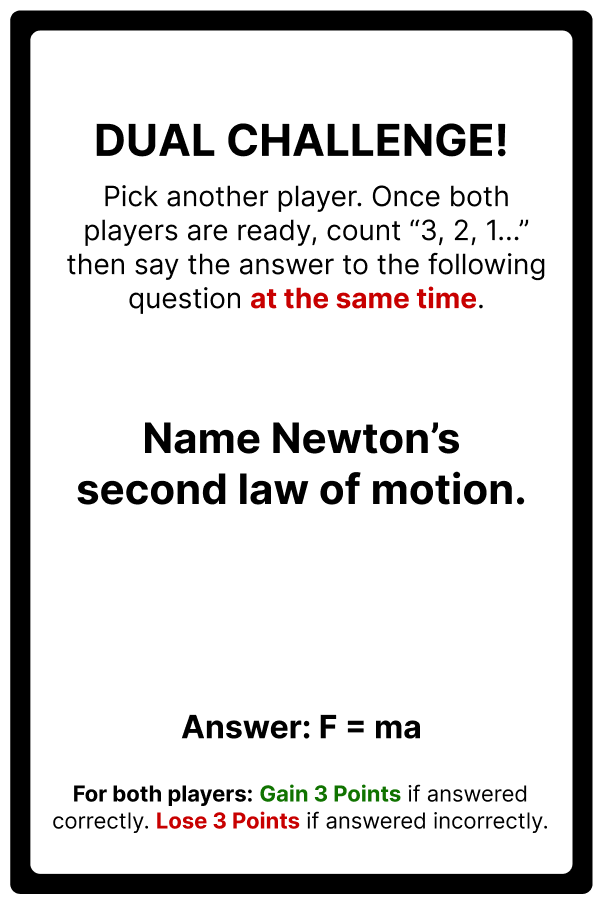 DUAL CHALLENGE!
Pick another player. Once both
players are ready, count “3, 2, 1...”
then say the answer to the following
question at the same time.
Name Newton’s
second law of motion.
Answer: F = ma
For both players: Gain 3 Points if answered
correctly. Lose 3 Points if answered incorrectly.